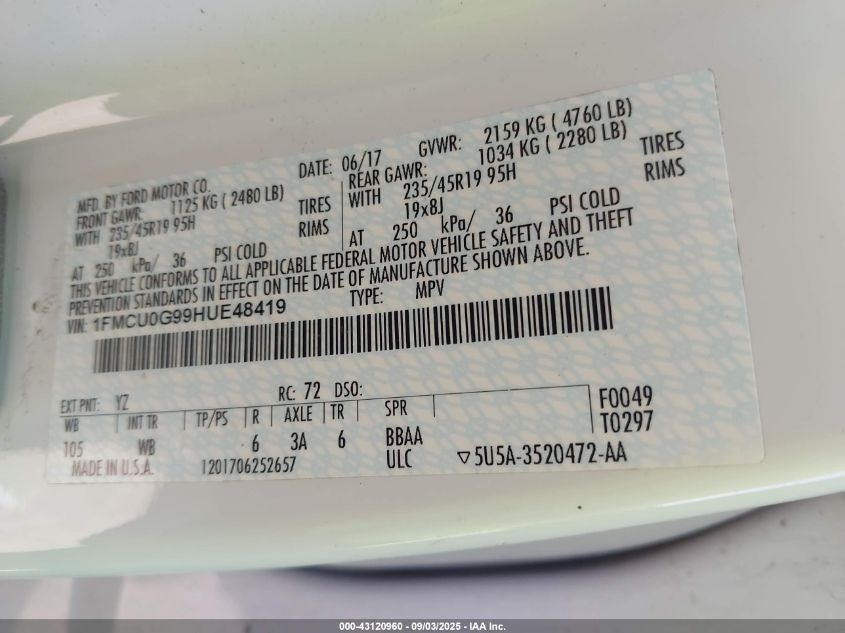 MFD. BY FORD MOTOR CO.
DATE: 06/17 GVWR: 2159 KG ( 4760 LB)
FRONT GAWR: 1125 KG ( 2480 LB)
WITH 235/45R19 95H TIRES
19x8J RIMS
AT 250 kPa/ 36 PSI COLD
REAR GAWR: 1034 KG ( 2280 LB)
WITH 235/45R19 95H TIRES
19x8J RIMS
AT 250 kPa/ 36 PSI COLD
THIS VEHICLE CONFORMS TO ALL APPLICABLE FEDERAL MOTOR VEHICLE SAFETY AND THEFT
PREVENTION STANDARDS IN EFFECT ON THE DATE OF MANUFACTURE SHOWN ABOVE.
VIN: 1FMCU0G99HUE48419 TYPE: MPV
EXT PNT: YZ RC: 72 DSO:
WB INT TR TP/PS R AXLE TR SPR F0049
105 WB 6 3A 6 BBAA T0297
MADE IN U.S.A. 1201706252657 ULC ▽5U5A-3520472-AA
000-43120960 - 09/03/2025 - IAA Inc.